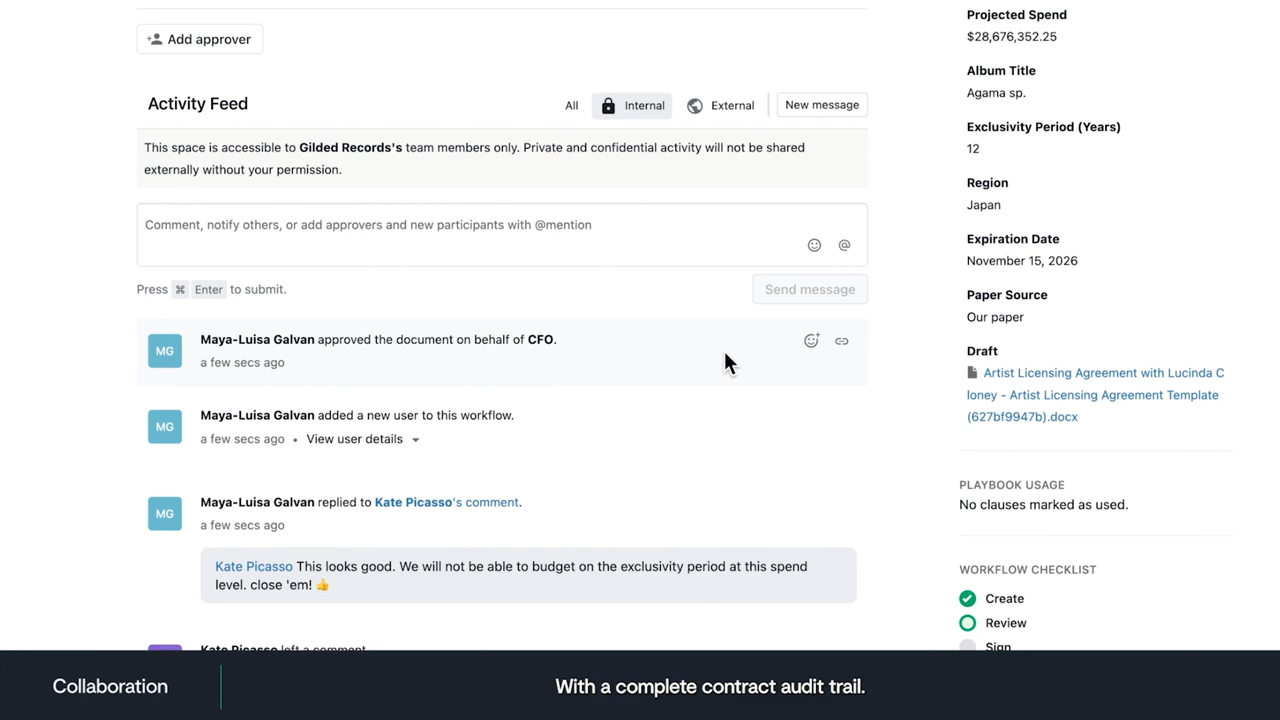 Add approver
Activity Feed
All
Internal
External
New message
This space is accessible to Gilded Records's team members only. Private and confidential activity will not be shared
externally without your permission.
Comment, notify others, or add approvers and new participants with @mention
@
Press ⌘ Enter to submit.
Send message
MG
Maya-Luisa Galvan approved the document on behalf of CFO.
a few secs ago
MG
Maya-Luisa Galvan added a new user to this workflow.
a few secs ago • View user details
MG
Maya-Luisa Galvan replied to Kate Picasso's comment.
a few secs ago
Kate Picasso This looks good. We will not be able to budget on the exclusivity period at this spend
level. close 'em! 👍
Kate Picasso left a comment
Projected Spend
$28,676,352.25
Album Title
Agama sp.
Exclusivity Period (Years)
12
Region
Japan
Expiration Date
November 15, 2026
Paper Source
Our paper
Draft
Artist Licensing Agreement with Lucinda C
loney - Artist Licensing Agreement Template
(627bf9947b).docx
PLAYBOOK USAGE
No clauses marked as used.
WORKFLOW CHECKLIST
Create
Review
Sign
Collaboration
With a complete contract audit trail.